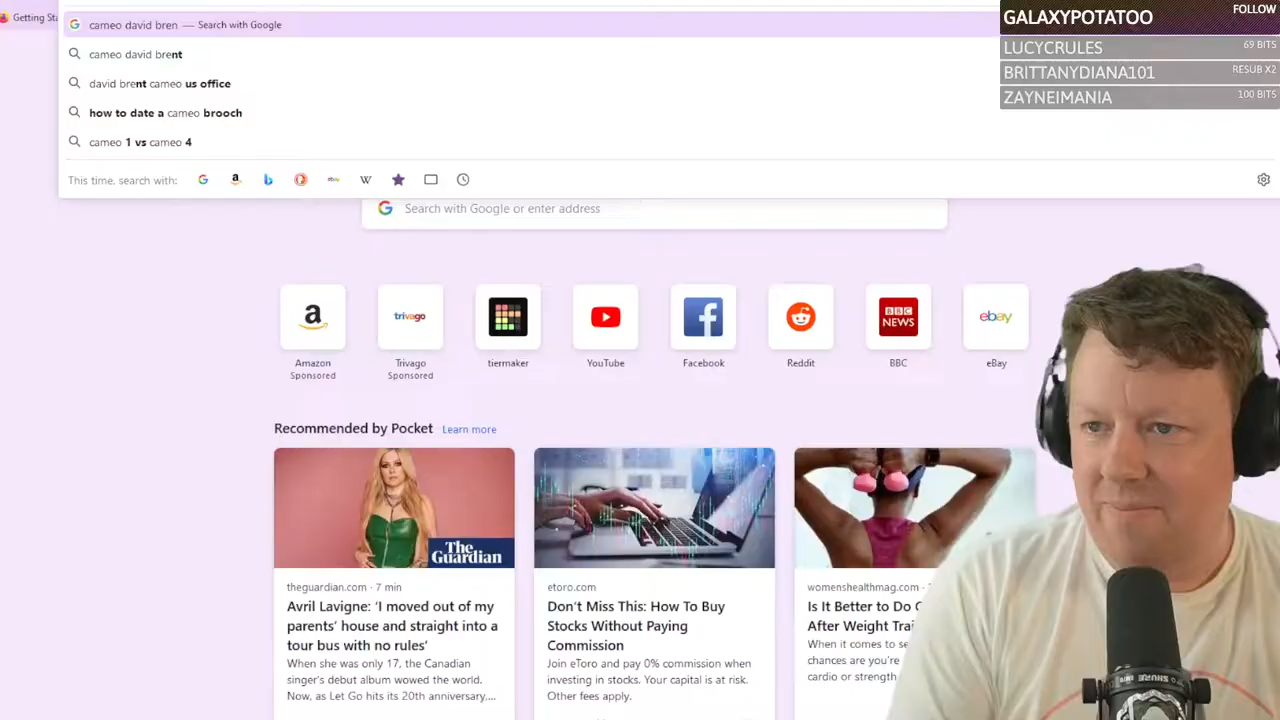 Getting Sta
cameo david bren — Search with Google
cameo david brent
david brent cameo us office
how to date a cameo brooch
cameo 1 vs cameo 4
This time, search with:
Search with Google or enter address
GALAXYPOTATOO FOLLOW
LUCYCRULES 69 BITS
BRITTANYDIANA101 RESUB X2
ZAYNEIMANIA 100 BITS
a
trivago
BBC
NEWS
ebay
Amazon
Sponsored
Trivago
Sponsored
tiermaker
YouTube
Facebook
Reddit
BBC
eBay
Recommended by Pocket Learn more
The
Guardian
theguardian.com · 7 min
Avril Lavigne: 'I moved out of my
parents' house and straight into a
tour bus with no rules'
When she was only 17, the Canadian
singer's debut album wowed the world.
Now, as Let Go hits its 20th anniversary,...
etoro.com
Don't Miss This: How To Buy
Stocks Without Paying
Commission
Join eToro and pay 0% commission when
investing in stocks. Your capital is at risk.
Other fees apply.
womenshealthmag.com ·
Is It Better to Do C
After Weight Trai
When it comes to se
chances are you're
cardio or strength
SHURE